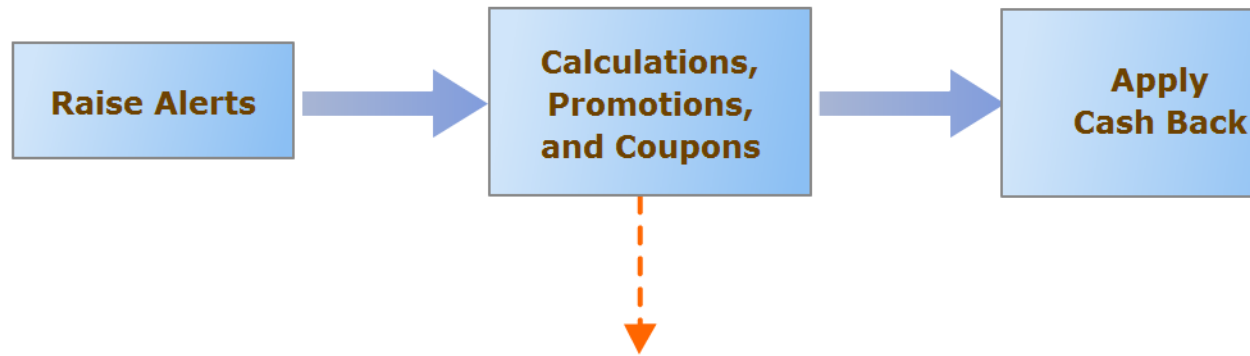 Raise Alerts
Calculations,
Promotions,
and Coupons
Apply
Cash Back